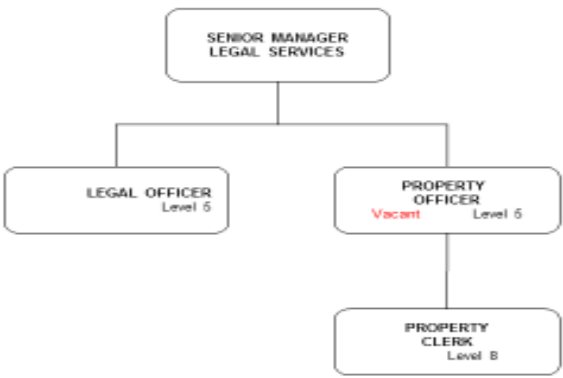 SENIOR MANAGER
LEGAL SERVICES
LEGAL OFFICER
Level 5
PROPERTY
OFFICER
Vacant Level 5
PROPERTY
CLERK
Level 8